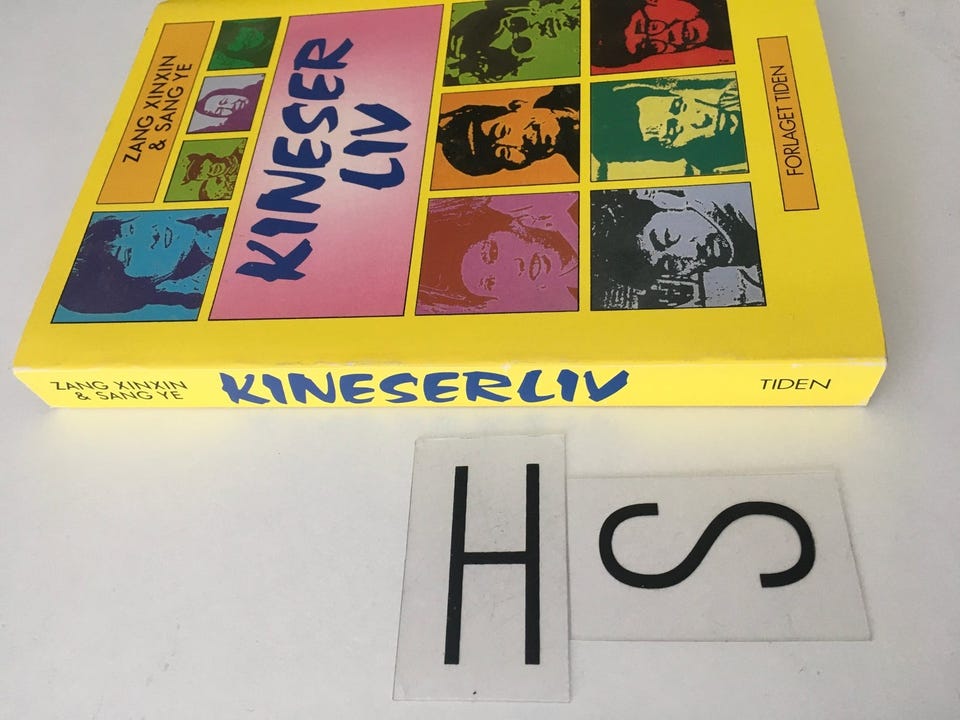 ZANG XINXIN
& SANG YE
KINESER
LIV
FORLAGET TIDEN
ZANG XINXIN
& SANG YE
KINESERLIV
TIDEN
H
S